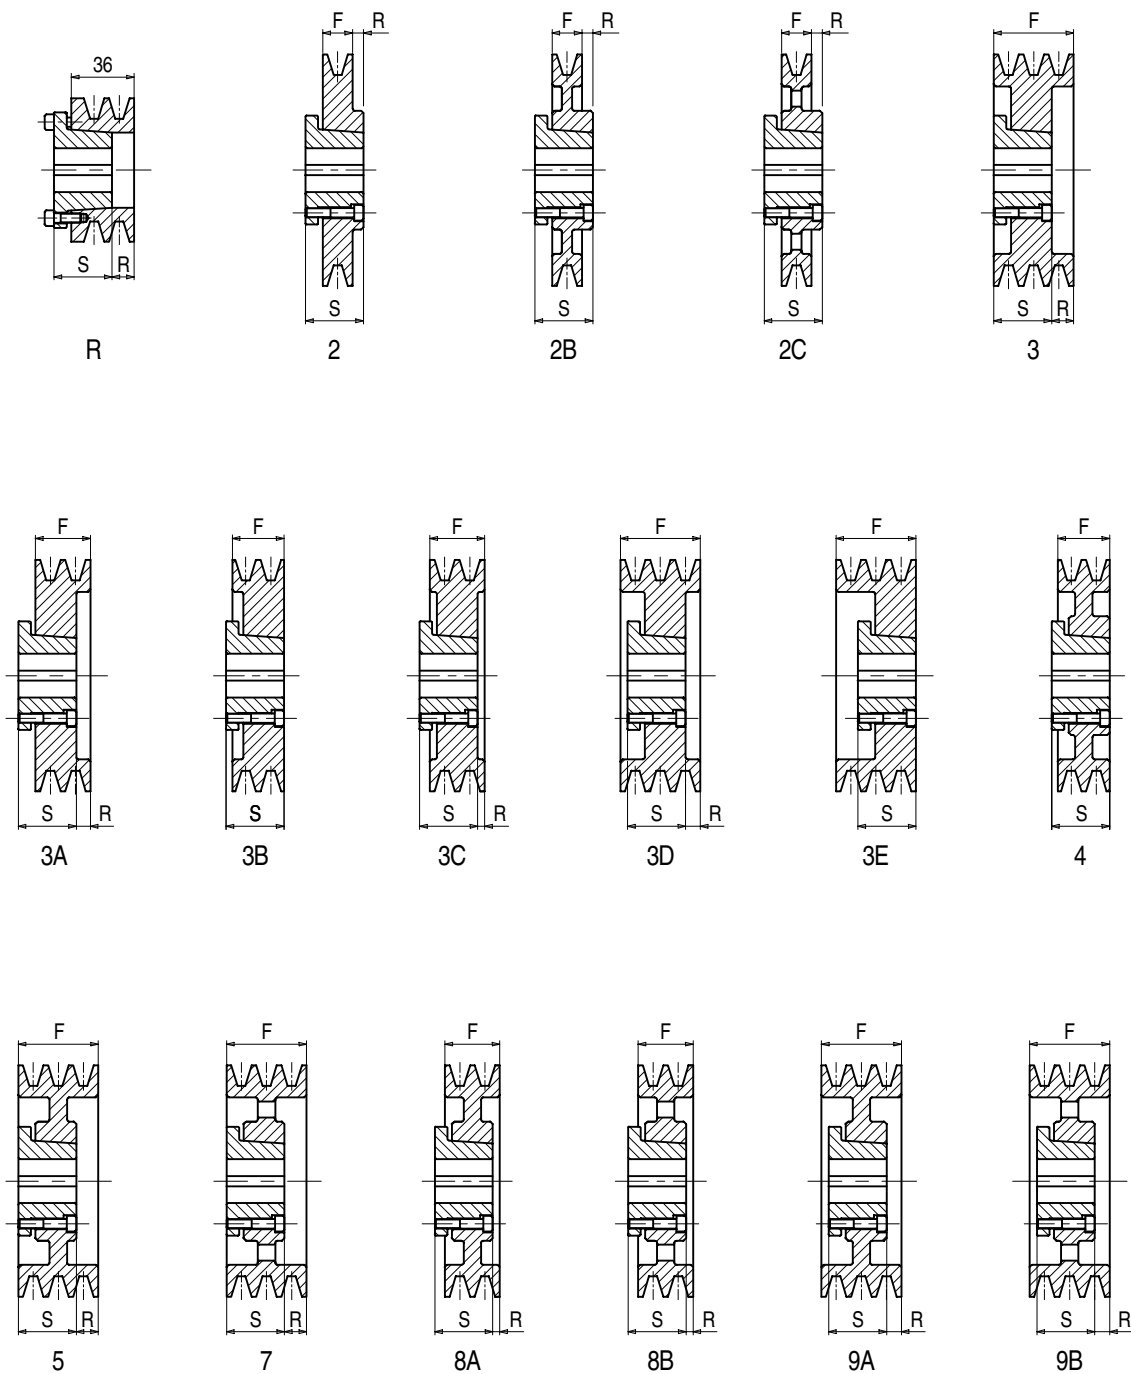 F R F R F R F
36
S R S S S S R
R 2 2B 2C 3
F F F F F F
S R S S R S R S S
3A 3B 3C 3D 3E 4
F F F F F F
S R S R S R S R S R S R
5 7 8A 8B 9A 9B